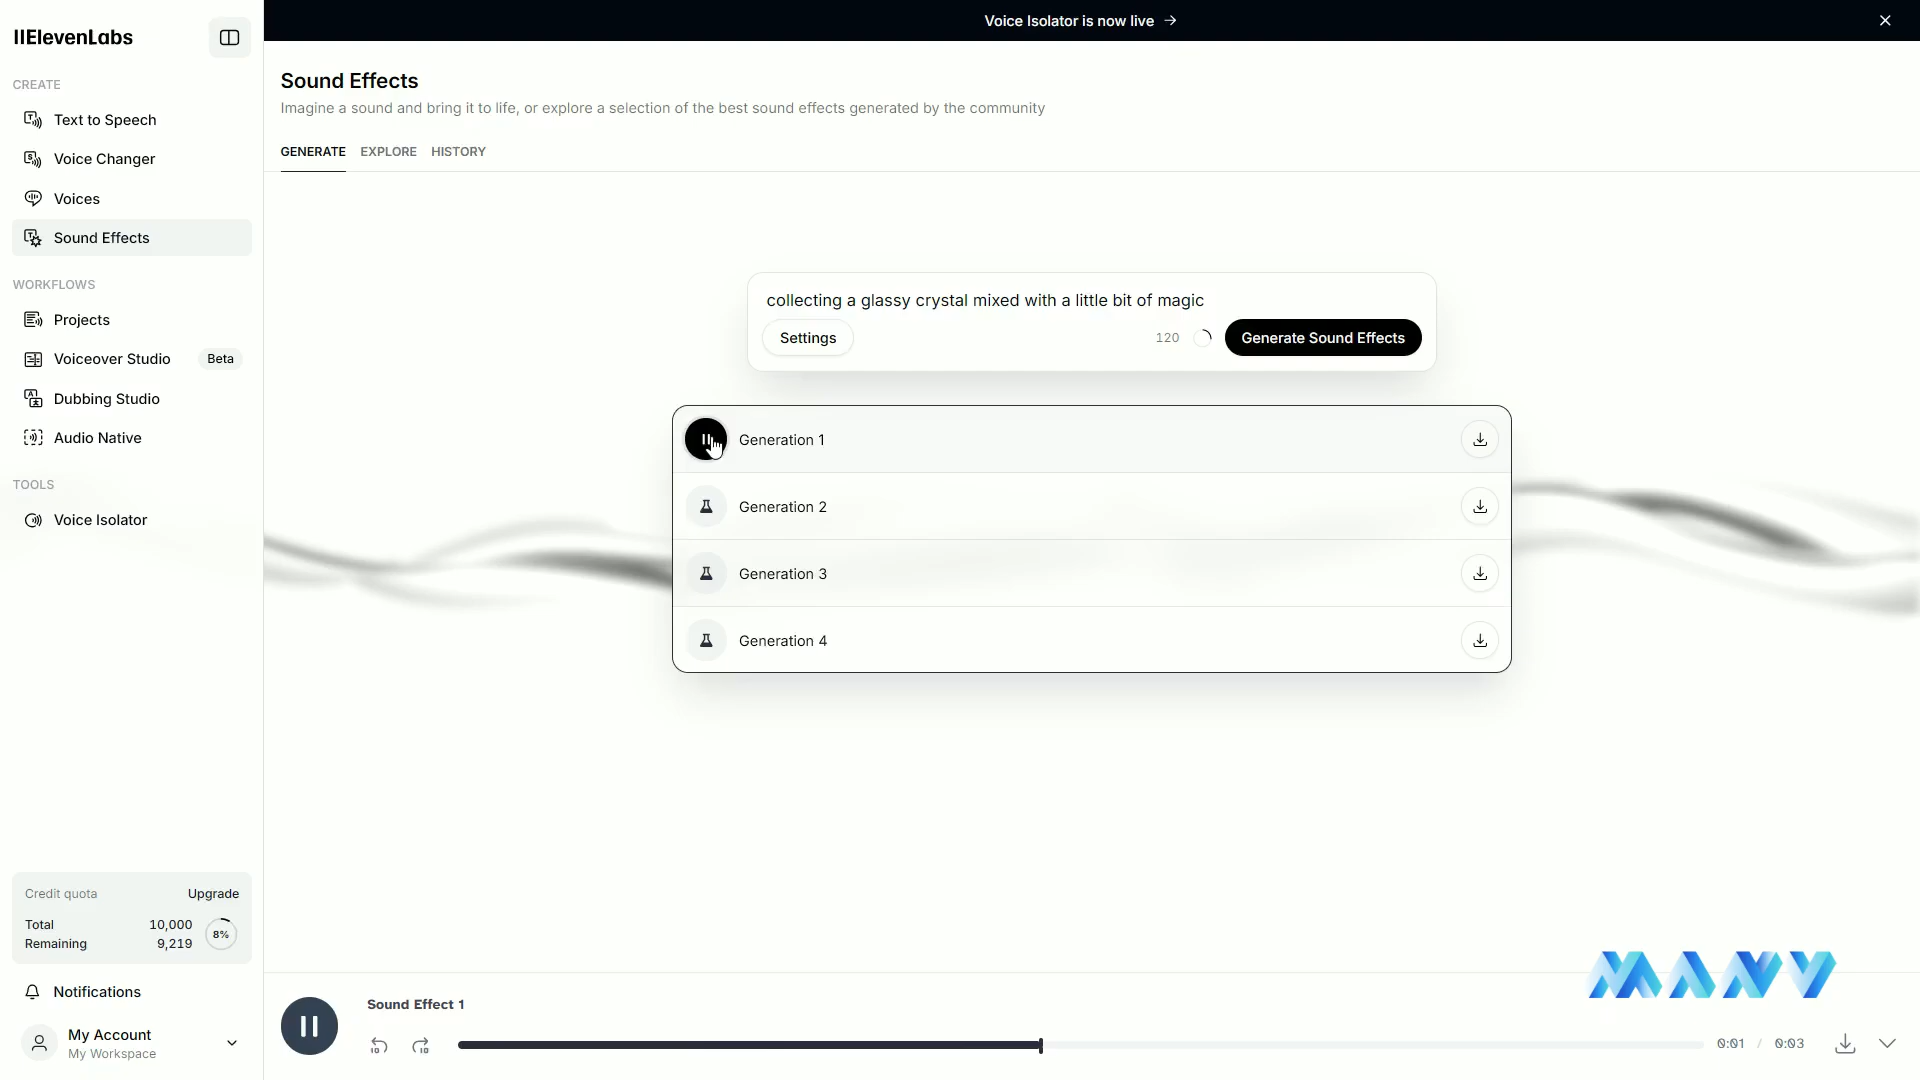 Voice Isolator is now live →
IIElevenLabs
CREATE
Text to Speech
Voice Changer
Voices
Sound Effects
WORKFLOWS
Projects
Voiceover Studio Beta
Dubbing Studio
Audio Native
TOOLS
Voice Isolator
Credit quota Upgrade
Total 10,000
Remaining 9,219
8%
Notifications
My Account
My Workspace
Sound Effects
Imagine a sound and bring it to life, or explore a selection of the best sound effects generated by the community
GENERATE EXPLORE HISTORY
collecting a glassy crystal mixed with a little bit of magic
Settings 120 Generate Sound Effects
Generation 1
Generation 2
Generation 3
Generation 4
MANY
Sound Effect 1
10 10 0:01 / 0:03